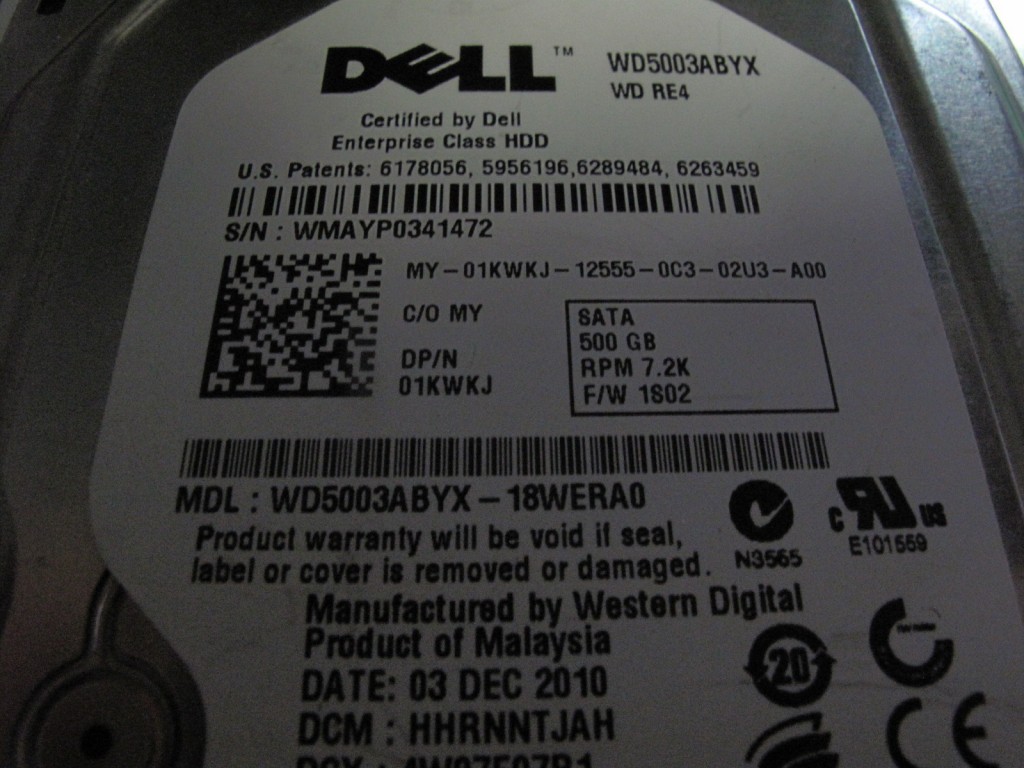 DELL™
WD5003ABYX
WD RE4
Certified by Dell
Enterprise Class HDD
U.S. Patents: 6178056, 5956196,6289484, 6263459
S/N : WMAYP0341472
MY-01KWKJ-12555-0C3-02U3-A00
C/O MY
DP/N
01KWKJ
SATA
500 GB
RPM 7.2K
F/W 1S02
MDL : WD5003ABYX-18WERA0
Product warranty will be void if seal,
label or cover is removed or damaged.
N3565
c RU US
E101559
Manufactured by Western Digital
Product of Malaysia
DATE: 03 DEC 2010
DCM : HHRNNTJAH
20
CE